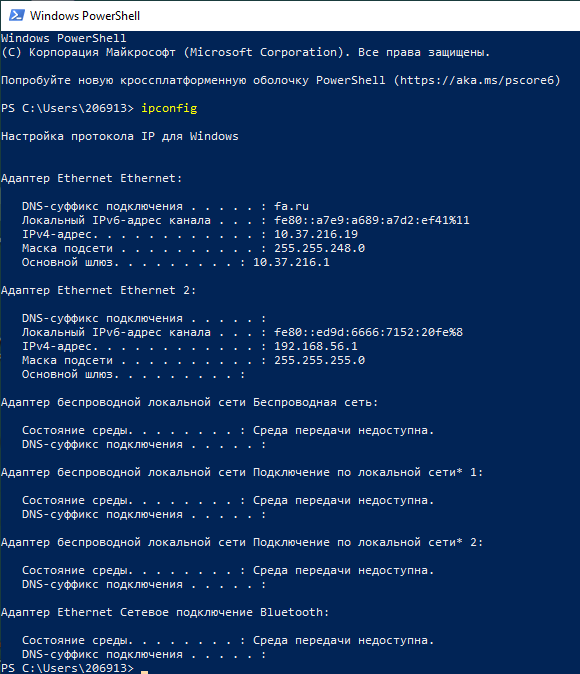 Windows PowerShell
Windows PowerShell
(C) Корпорация Майкрософт (Microsoft Corporation). Все права защищены.
Попробуйте новую кроссплатформенную оболочку PowerShell (https://aka.ms/pscore6)
PS C:\Users\206913> ipconfig
Настройка протокола IP для Windows
Адаптер Ethernet Ethernet:
DNS-суффикс подключения . . . . . : fa.ru
Локальный IPv6-адрес канала . . . : fe80::a7e9:a689:a7d2:ef41%11
IPv4-адрес. . . . . . . . . . . . : 10.37.216.19
Маска подсети . . . . . . . . . . : 255.255.248.0
Основной шлюз. . . . . . . . . : 10.37.216.1
Адаптер Ethernet Ethernet 2:
DNS-суффикс подключения . . . . . :
Локальный IPv6-адрес канала . . . : fe80::ed9d:6666:7152:20fe%8
IPv4-адрес. . . . . . . . . . . . : 192.168.56.1
Маска подсети . . . . . . . . . . : 255.255.255.0
Основной шлюз. . . . . . . . . :
Адаптер беспроводной локальной сети Беспроводная сеть:
Состояние среды. . . . . . . . : Среда передачи недоступна.
DNS-суффикс подключения . . . . . :
Адаптер беспроводной локальной сети Подключение по локальной сети* 1:
Состояние среды. . . . . . . . : Среда передачи недоступна.
DNS-суффикс подключения . . . . . :
Адаптер беспроводной локальной сети Подключение по локальной сети* 2:
Состояние среды. . . . . . . . : Среда передачи недоступна.
DNS-суффикс подключения . . . . . :
Адаптер Ethernet Сетевое подключение Bluetooth:
Состояние среды. . . . . . . . : Среда передачи недоступна.
DNS-суффикс подключения . . . . . :
PS C:\Users\206913>